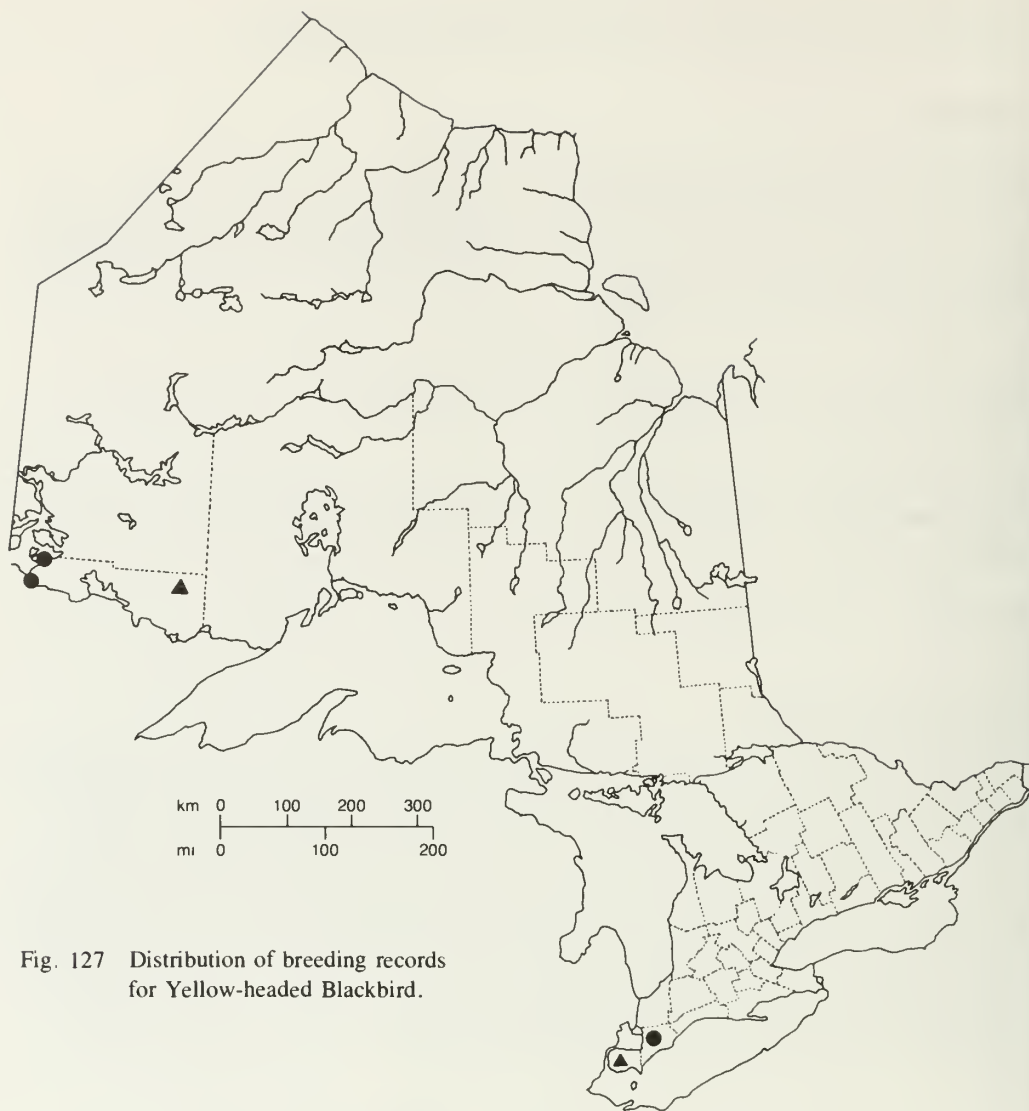 km 0 100 200 300
mi 0 100 200
Fig. 127 Distribution of breeding records
for Yellow-headed Blackbird.